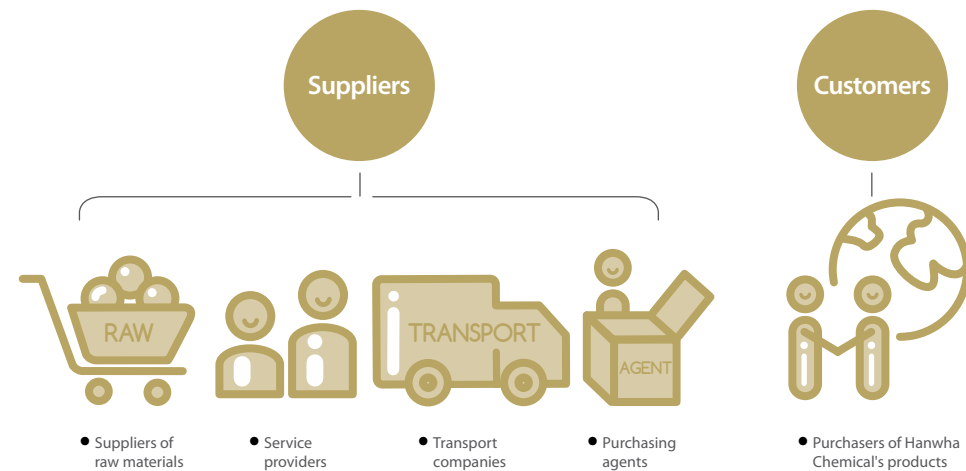 Suppliers
Customers
RAW
TRANSPORT
AGENT
● Suppliers of
raw materials
● Service
providers
● Transport
companies
● Purchasing
agents
● Purchasers of Hanwha
Chemical's products